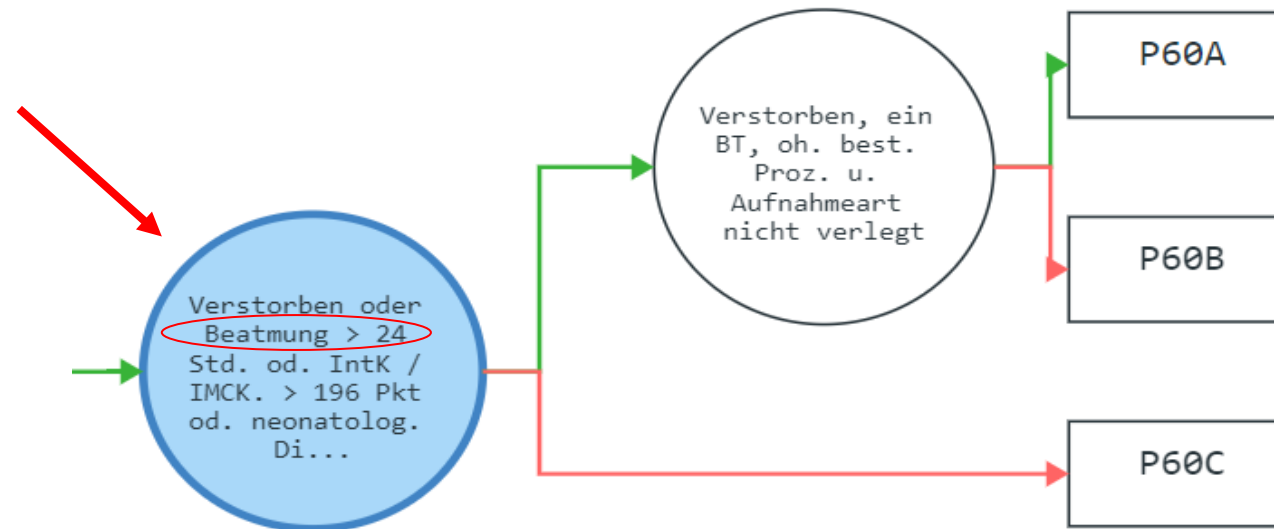 Verstorben oder
Beatmung > 24
Std. od. IntK /
IMCK. > 196 Pkt
od. neonatolog.
Di...
Verstorben, ein
BT, oh. best.
Proz. u.
Aufnahmeart
nicht verlegt
P60A
P60B
P60C